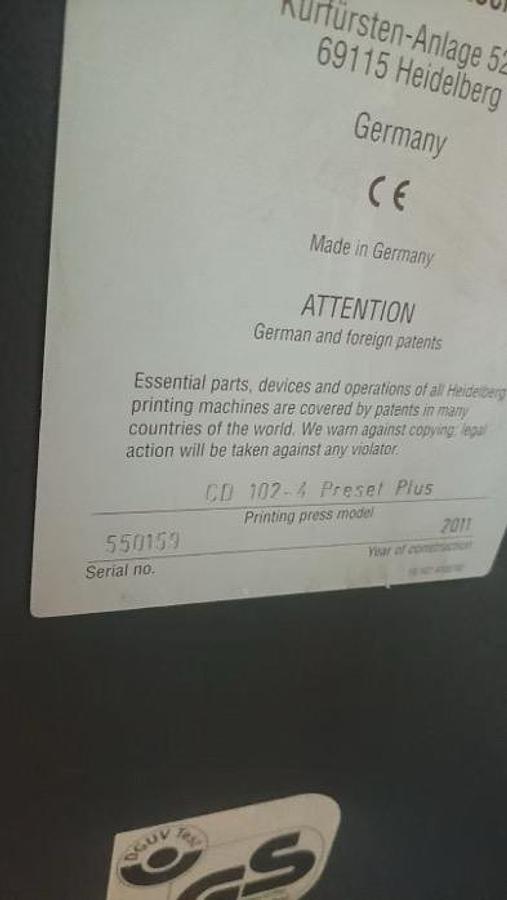 Kurfürsten-Anlage 52
69115 Heidelberg
Germany
CE
Made in Germany
ATTENTION
German and foreign patents
Essential parts, devices and operations of all Heidelberg
printing machines are covered by patents in many
countries of the world. We warn against copying; legal
action will be taken against any violator.
CD 102-4 Preset Plus
Printing press model
550159
2011
Serial no.
Year of construction
DGUV Test
GS